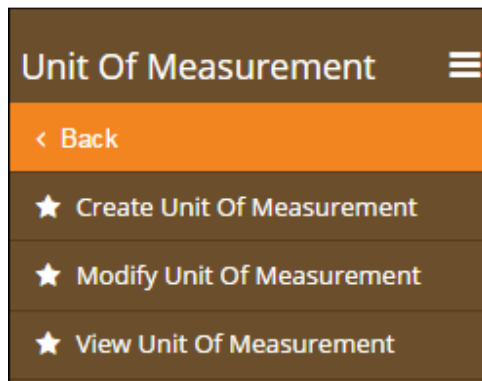 Unit Of Measurement
Back
Create Unit Of Measurement
Modify Unit Of Measurement
View Unit Of Measurement